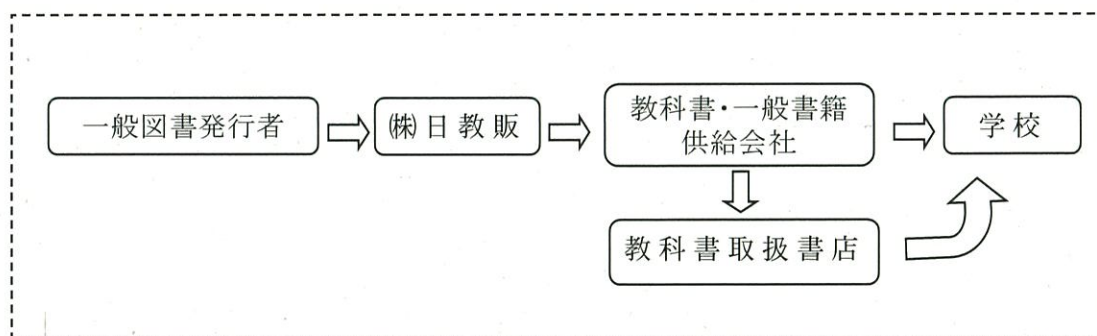 一般図書発行者
㈱日教販
教科書・一般書籍
供給会社
学校
教科書取扱書店